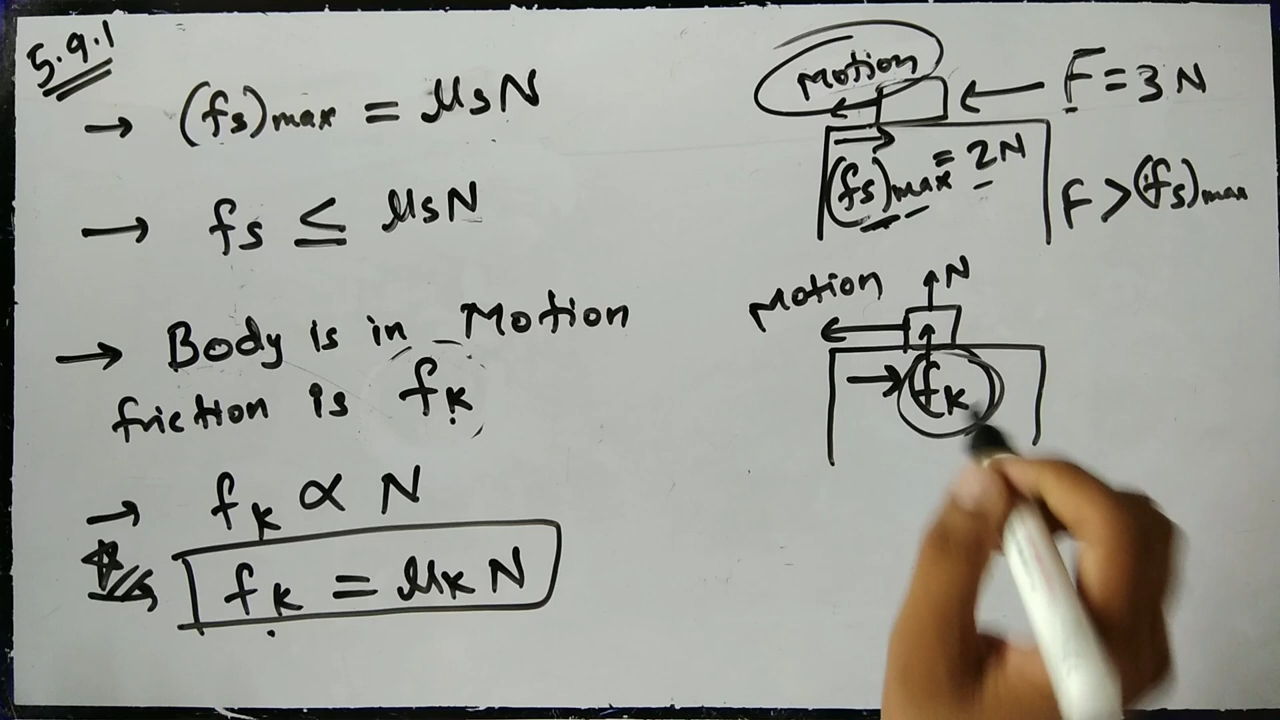 5.9.1
→ (fs)max = μsN
→ fs ≤ μsN
→ Body is in Motion
friction is fk
→ fk ∝ N
fk = μk N
Motion ← F = 3 N
(fs)max = 2N
F > (fs)max
Motion N
fk